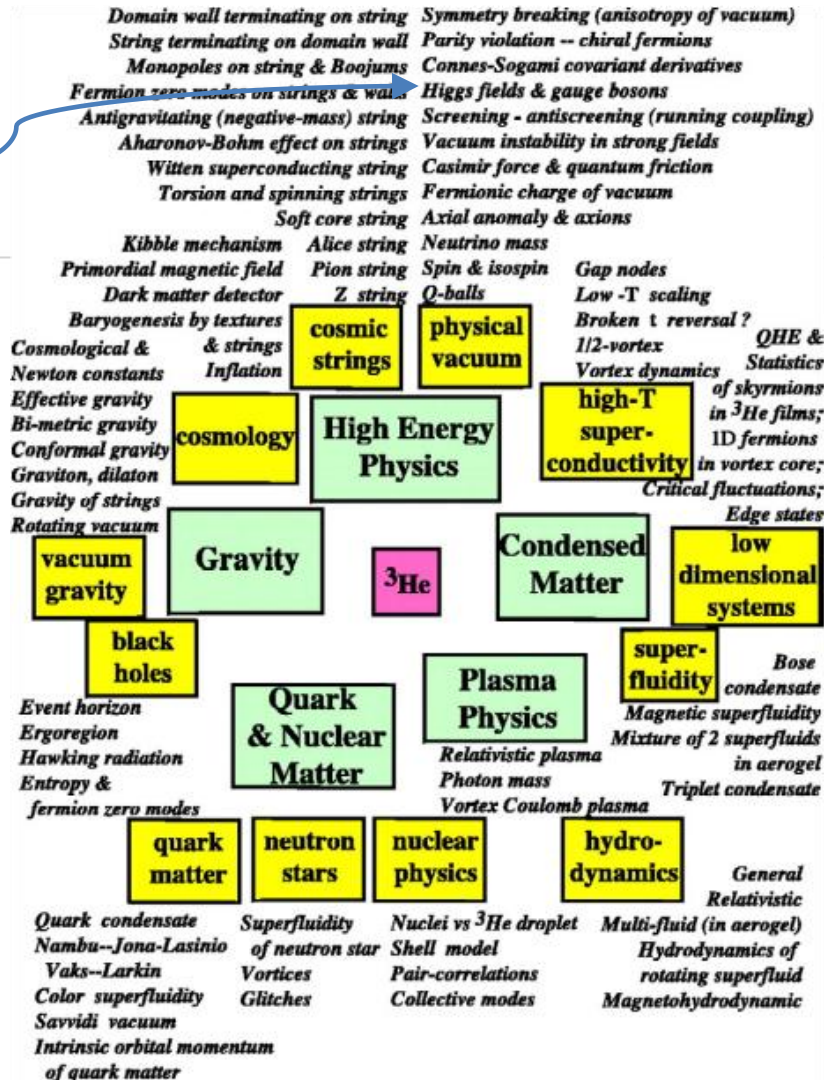 Domain wall terminating on string
String terminating on domain wall
Monopoles on string & Boojums
Fermion zero modes on strings & walls
Antigravitating (negative-mass) string
Aharonov-Bohm effect on strings
Witten superconducting string
Torsion and spinning strings
Soft core string
Kibble mechanism Alice string
Primordial magnetic field Pion string
Dark matter detector Z string
Symmetry breaking (anisotropy of vacuum)
Parity violation -- chiral fermions
Connes-Sogami covariant derivatives
Higgs fields & gauge bosons
Screening - antiscreening (running coupling)
Vacuum instability in strong fields
Casimir force & quantum friction
Fermionic charge of vacuum
Axial anomaly & axions
Neutrino mass
Spin & isospin
Q-balls
Gap nodes
Low -T scaling
Broken t reversal ?
1/2-vortex
Vortex dynamics
Baryogenesis by textures
& strings
Inflation
cosmic
strings
physical
vacuum
QHE &
Statistics
of skyrmions
in ³He films;
1D fermions
in vortex core;
Critical fluctuations;
Edge states
Cosmological &
Newton constants
Effective gravity
Bi-metric gravity
Conformal gravity
Graviton, dilaton
Gravity of strings
Rotating vacuum
cosmology
High Energy
Physics
high-T
super-
conductivity
vacuum
gravity
Gravity
³He
Condensed
Matter
low
dimensional
systems
black
holes
super-
fluidity
Event horizon
Ergoregion
Hawking radiation
Entropy &
fermion zero modes
Quark
& Nuclear
Matter
Plasma
Physics
Relativistic plasma
Photon mass
Vortex Coulomb plasma
Bose
condensate
Magnetic superfluidity
Mixture of 2 superfluids
in aerogel
Triplet condensate
quark
matter
neutron
stars
nuclear
physics
hydro-
dynamics
Quark condensate
Nambu--Jona-Lasinio
Vaks--Larkin
Color superfluidity
Savvidi vacuum
Intrinsic orbital momentum
of quark matter
Superfluidity
of neutron star
Vortices
Glitches
Nuclei vs ³He droplet
Shell model
Pair-correlations
Collective modes
General
Relativistic
Multi-fluid (in aerogel)
Hydrodynamics of
rotating superfluid
Magnetohydrodynamic